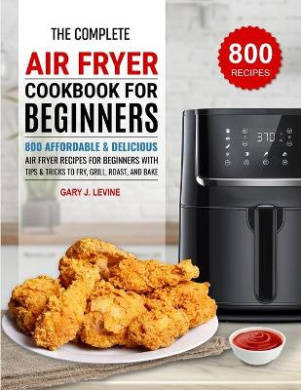 THE COMPLETE
AIR FRYER
COOKBOOK FOR
BEGINNERS
800 AFFORDABLE & DELICIOUS
AIR FRYER RECIPES FOR BEGINNERS WITH
TIPS & TRICKS TO FRY, GRILL, ROAST, AND BAKE
GARY J. LEVINE
800
RECIPES
370